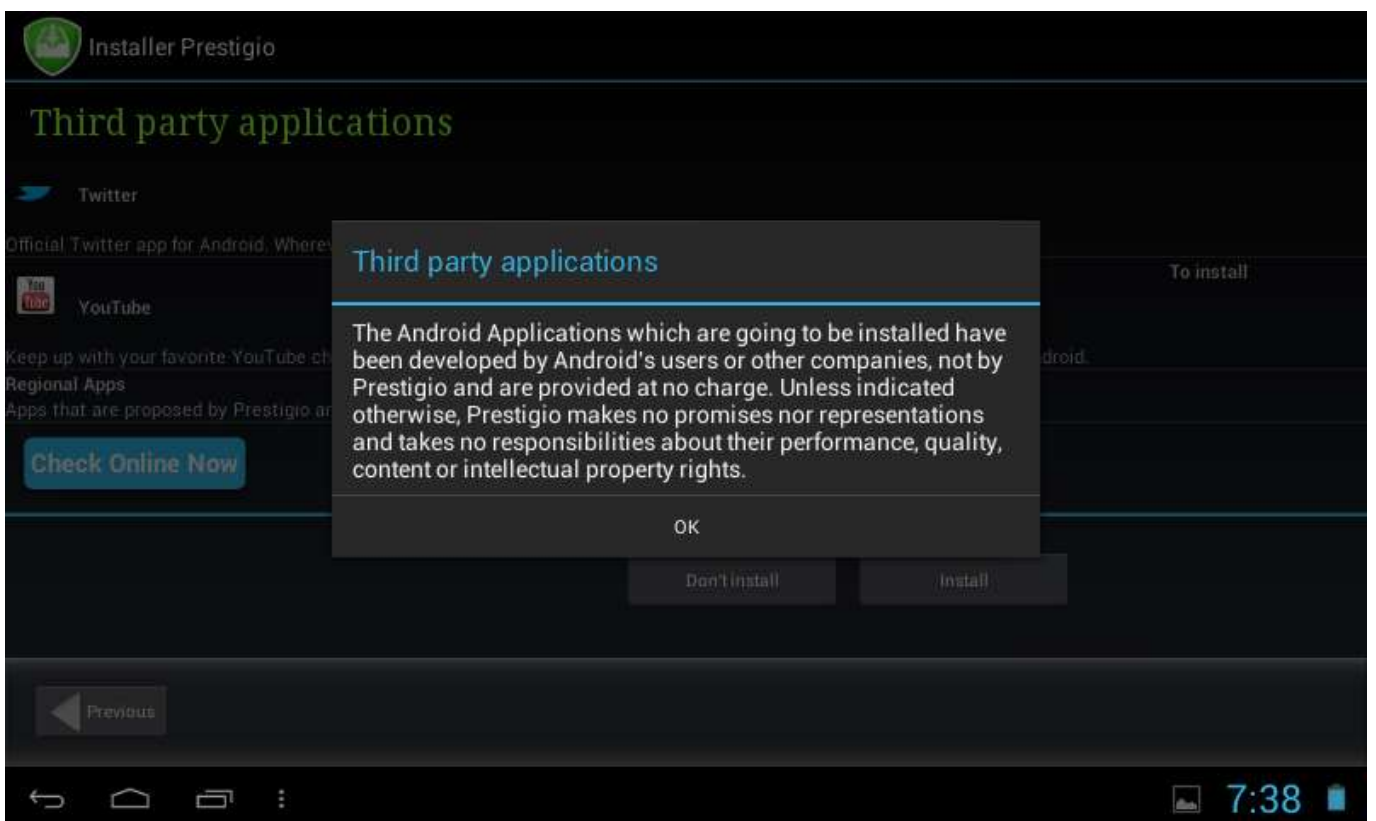 Installer Prestigio
Third party applications
Twitter
Official Twitter app for Android. Wherev
To install
You
Tube
YouTube
Keep up with your favorite YouTube ch
droid.
Regional Apps
Apps that are proposed by Prestigio ar
Check Online Now
Third party applications
The Android Applications which are going to be installed have
been developed by Android's users or other companies, not by
Prestigio and are provided at no charge. Unless indicated
otherwise, Prestigio makes no promises nor representations
and takes no responsibilities about their performance, quality,
content or intellectual property rights.
OK
Don't install
Install
Previous
7:38